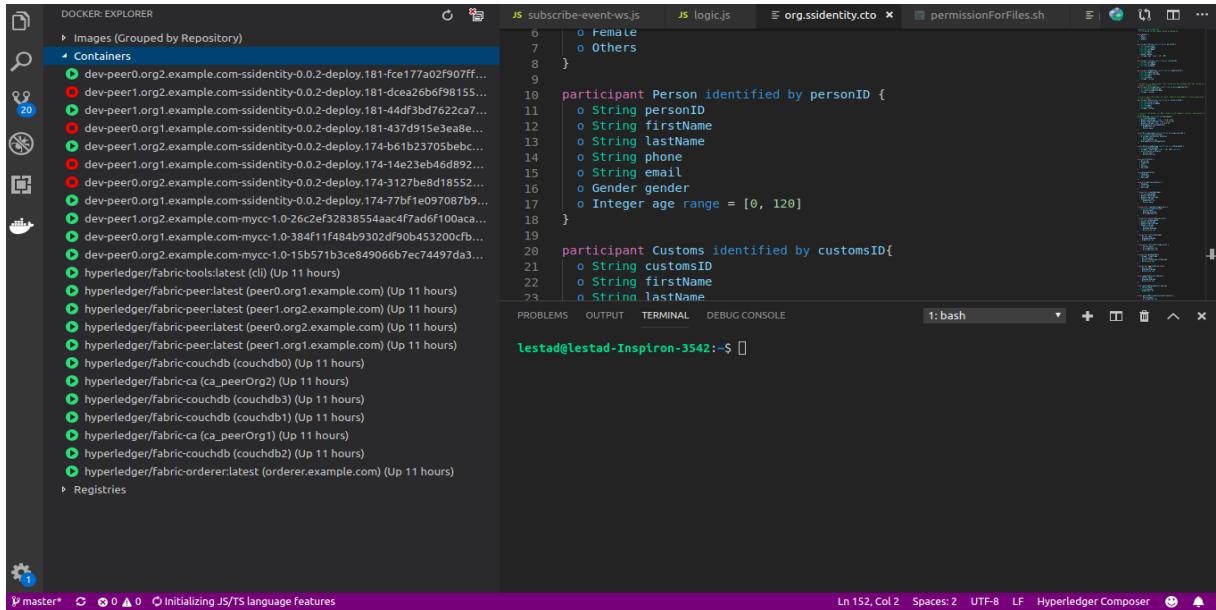 DOCKER: EXPLORER
Images (Grouped by Repository)
Containers
dev-peer0.org2.example.com-ssidentity-0.0.2-deploy.181-fce177a02f907ff...
dev-peer1.org2.example.com-ssidentity-0.0.2-deploy.181-dcea26b6f98155...
dev-peer1.org1.example.com-ssidentity-0.0.2-deploy.181-44df3bd7622ca7...
dev-peer0.org1.example.com-ssidentity-0.0.2-deploy.181-437d915e3ea8e...
dev-peer1.org2.example.com-ssidentity-0.0.2-deploy.174-b61b23705bebc...
dev-peer1.org1.example.com-ssidentity-0.0.2-deploy.174-14e23eb46d892...
dev-peer0.org2.example.com-ssidentity-0.0.2-deploy.174-3127be8d18552...
dev-peer0.org1.example.com-ssidentity-0.0.2-deploy.174-77bf1e097087b9...
dev-peer1.org2.example.com-mycc-1.0-26c2ef32838554aac4f7ad6f100aca...
dev-peer0.org1.example.com-mycc-1.0-384f11f484b9302df90b453200cfb...
dev-peer0.org2.example.com-mycc-1.0-15b571b3ce849066b7ec74497da3...
hyperledger/fabric-tools:latest (cli) (Up 11 hours)
hyperledger/fabric-peer:latest (peer0.org1.example.com) (Up 11 hours)
hyperledger/fabric-peer:latest (peer1.org2.example.com) (Up 11 hours)
hyperledger/fabric-peer:latest (peer0.org2.example.com) (Up 11 hours)
hyperledger/fabric-peer:latest (peer1.org1.example.com) (Up 11 hours)
hyperledger/fabric-couchdb (couchdb0) (Up 11 hours)
hyperledger/fabric-ca (ca_peerOrg2) (Up 11 hours)
hyperledger/fabric-couchdb (couchdb3) (Up 11 hours)
hyperledger/fabric-couchdb (couchdb1) (Up 11 hours)
hyperledger/fabric-ca (ca_peerOrg1) (Up 11 hours)
hyperledger/fabric-couchdb (couchdb2) (Up 11 hours)
hyperledger/fabric-orderer:latest (orderer.example.com) (Up 11 hours)
Registries
20
1
JS subscribe-event-ws.js JS logic.js org.ssidentity.cto × permissionForFiles.sh
6 o Female
7 o Others
8 }
9
10 participant Person identified by personID {
11 o String personID
12 o String firstName
13 o String lastName
14 o String phone
15 o String email
16 o Gender gender
17 o Integer age range = [0, 120]
18 }
19
20 participant Customs identified by customsID{
21 o String customsID
22 o String firstName
23 o String lastName
PROBLEMS OUTPUT TERMINAL DEBUG CONSOLE 1: bash
lestad@lestad-Inspiron-3542:~$
master* 0 0 Initializing JS/TS language features Ln 152, Col 2 Spaces: 2 UTF-8 LF Hyperledger Composer